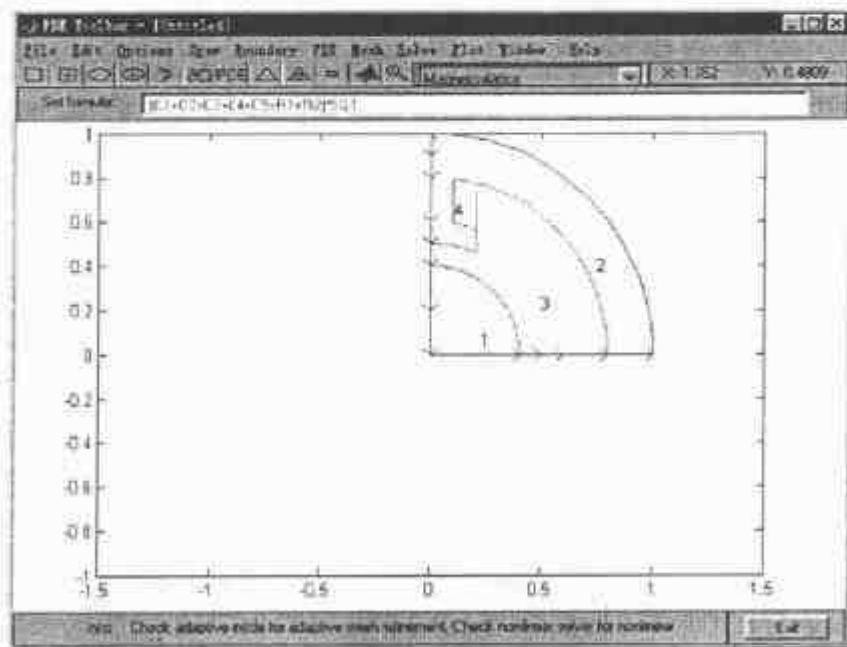 PDE Toolbox - [Untitled]
File Edit Options Draw Boundary PDE Mesh Solve Plot Window Help
PDE Magnetostatics X: 1.352 Y: 0.4809
Set formula:
1
0.8
0.6
0.4
0.2
0
-0.2
-0.4
-0.6
-0.8
-1
4
2
3
1
-1.5 -1 -0.5 0 0.5 1 1.5
Info: Check adaptive mode for adaptive mesh refinement. Check nonlinear solver for nonlinear
Exit